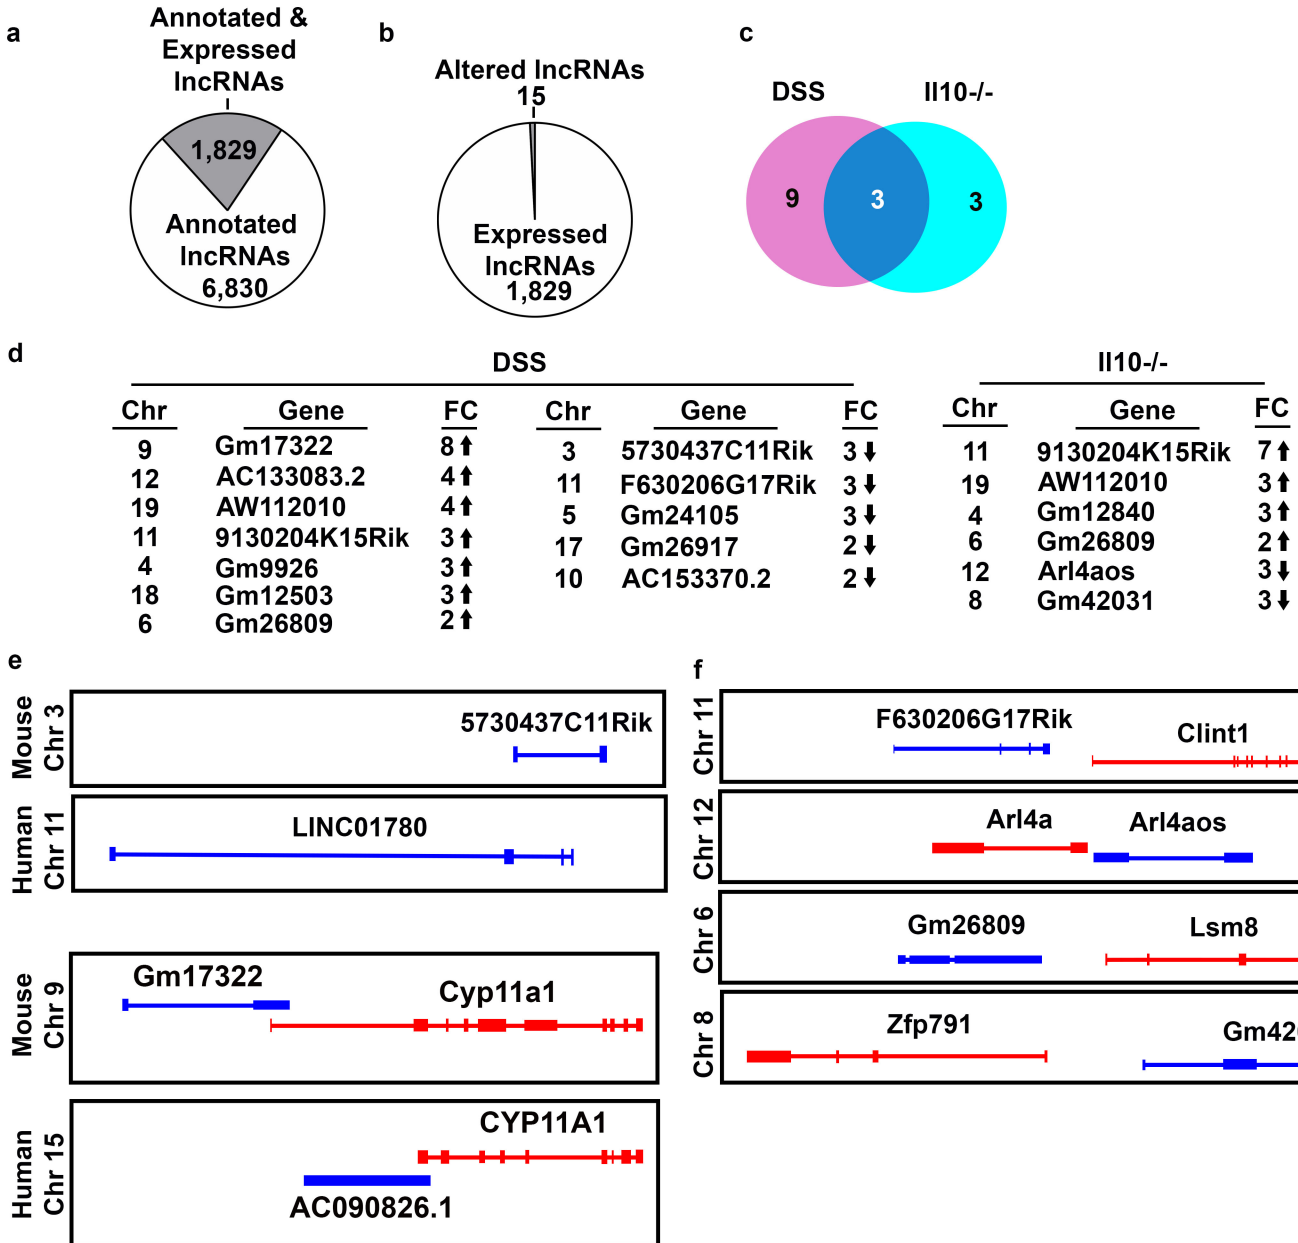 a
Annotated &
Expressed
lncRNAs
1,829
Annotated
lncRNAs
6,830
b
Altered lncRNAs
15
Expressed
lncRNAs
1,829
c
DSS Il10-/-
9 3 3
d
DSS
Chr Gene FC
9 Gm17322 8 ↑
12 AC133083.2 4 ↑
19 AW112010 4 ↑
11 9130204K15Rik 3 ↑
4 Gm9926 3 ↑
18 Gm12503 3 ↑
6 Gm26809 2 ↑
Chr Gene FC
3 5730437C11Rik 3 ↓
11 F630206G17Rik 3 ↓
5 Gm24105 3 ↓
17 Gm26917 2 ↓
10 AC153370.2 2 ↓
Il10-/-
Chr Gene FC
11 9130204K15Rik 7 ↑
19 AW112010 3 ↑
4 Gm12840 3 ↑
6 Gm26809 2 ↑
12 Arl4aos 3 ↓
8 Gm42031 3 ↓
e
Mouse
Chr 3
5730437C11Rik
Human
Chr 11
LINC01780
Mouse
Chr 9
Gm17322
Cyp11a1
Human
Chr 15
CYP11A1
AC090826.1
f
Chr 11
F630206G17Rik
Clint1
Chr 12
Arl4a
Arl4aos
Chr 6
Gm26809
Lsm8
Chr 8
Zfp791
Gm42